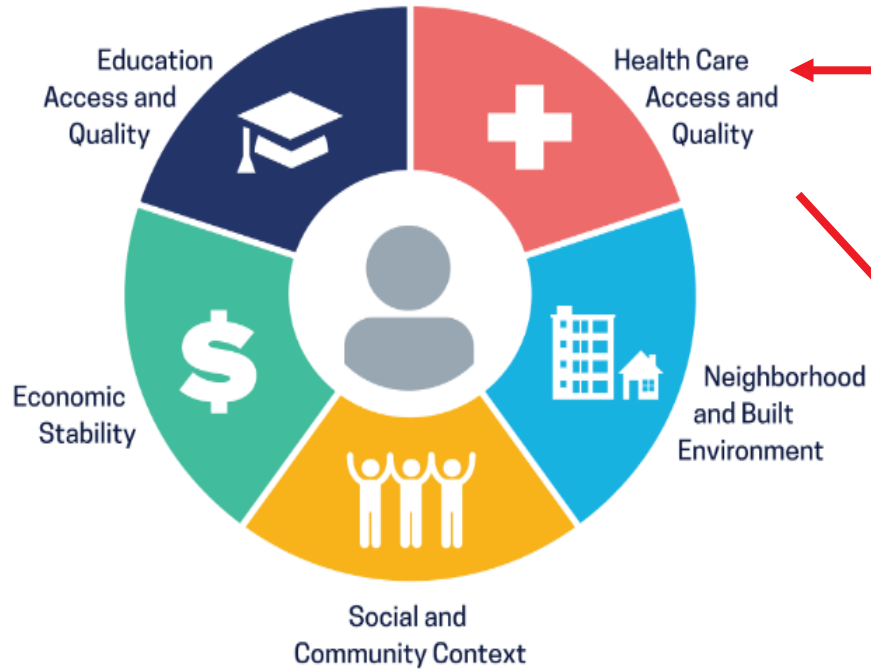 Education
Access and
Quality
Health Care
Access and
Quality
$
Economic
Stability
Neighborhood
and Built
Environment
Social and
Community Context